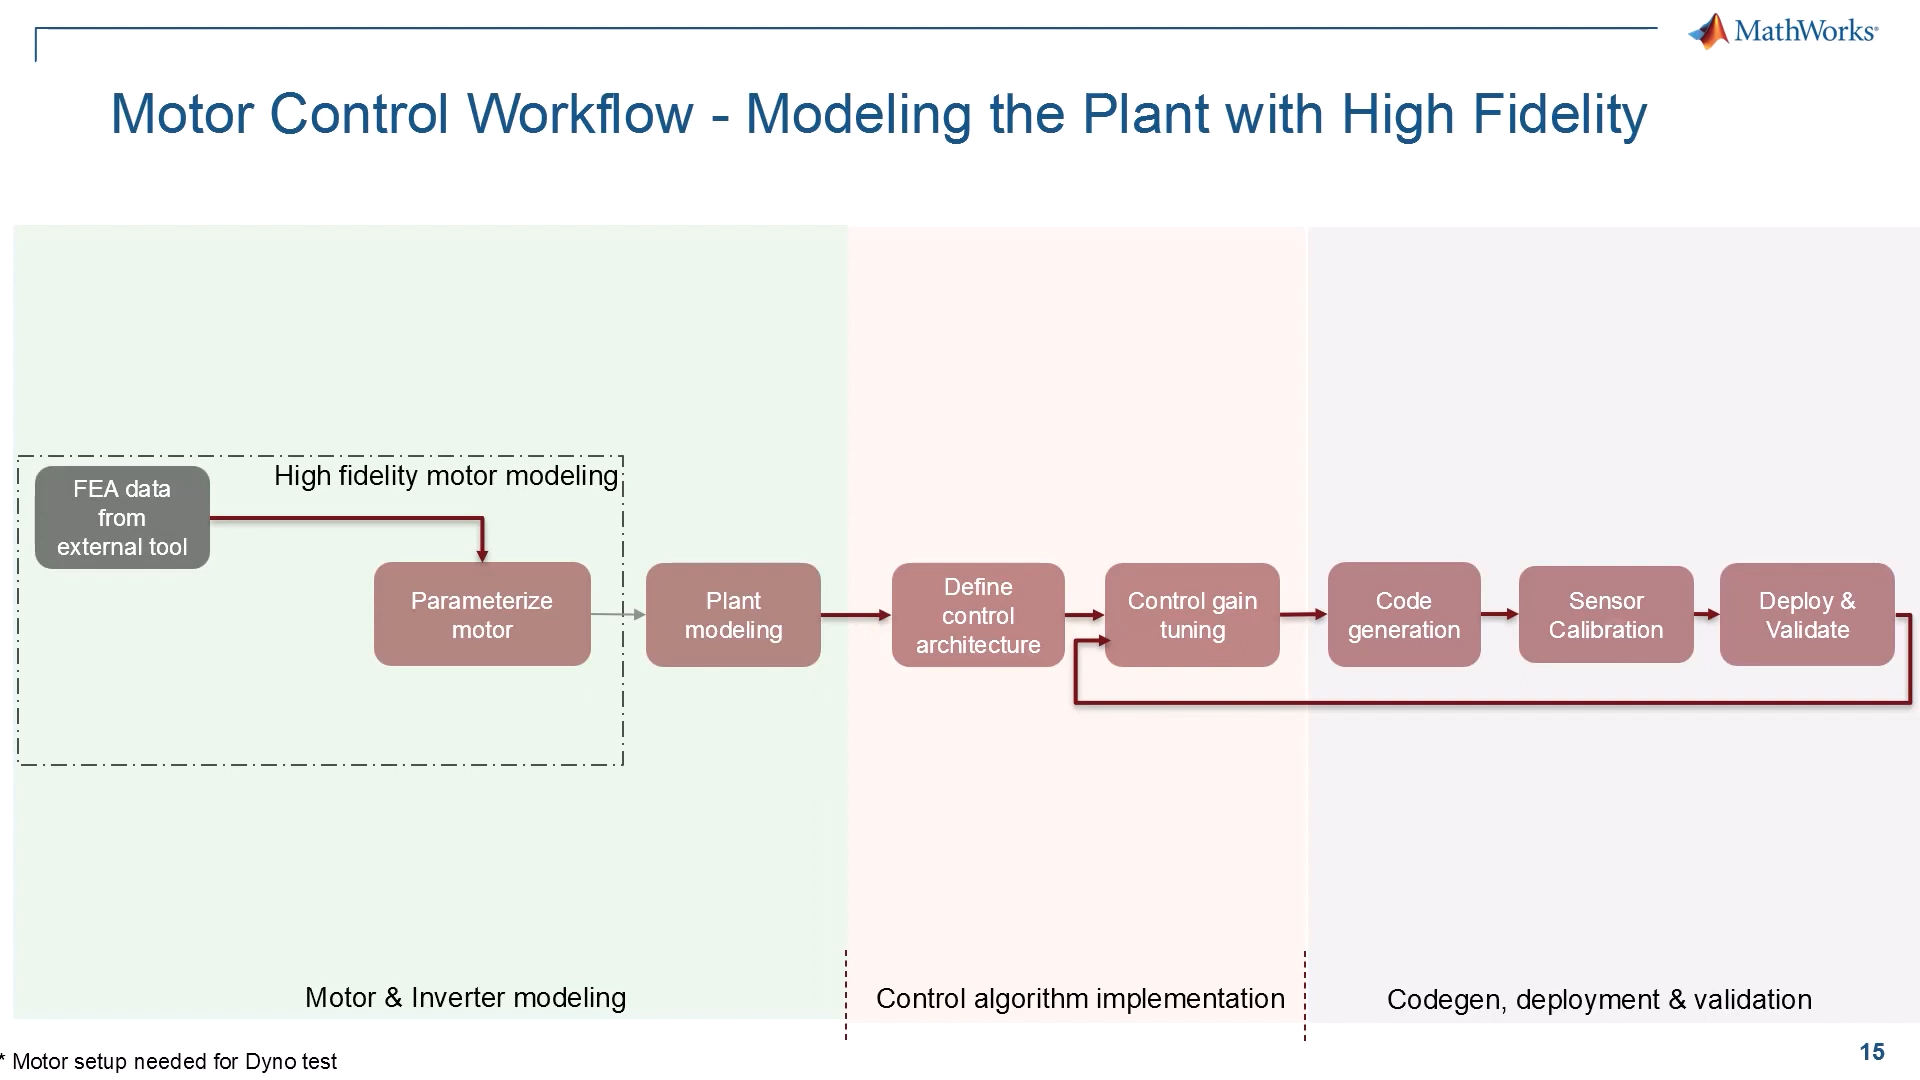 MathWorks®
Motor Control Workflow - Modeling the Plant with High Fidelity
High fidelity motor modeling
FEA data
from
external tool
Parameterize
motor
Plant
modeling
Define
control
architecture
Control gain
tuning
Code
generation
Sensor
Calibration
Deploy &
Validate
Motor & Inverter modeling
Control algorithm implementation
Codegen, deployment & validation
* Motor setup needed for Dyno test
15